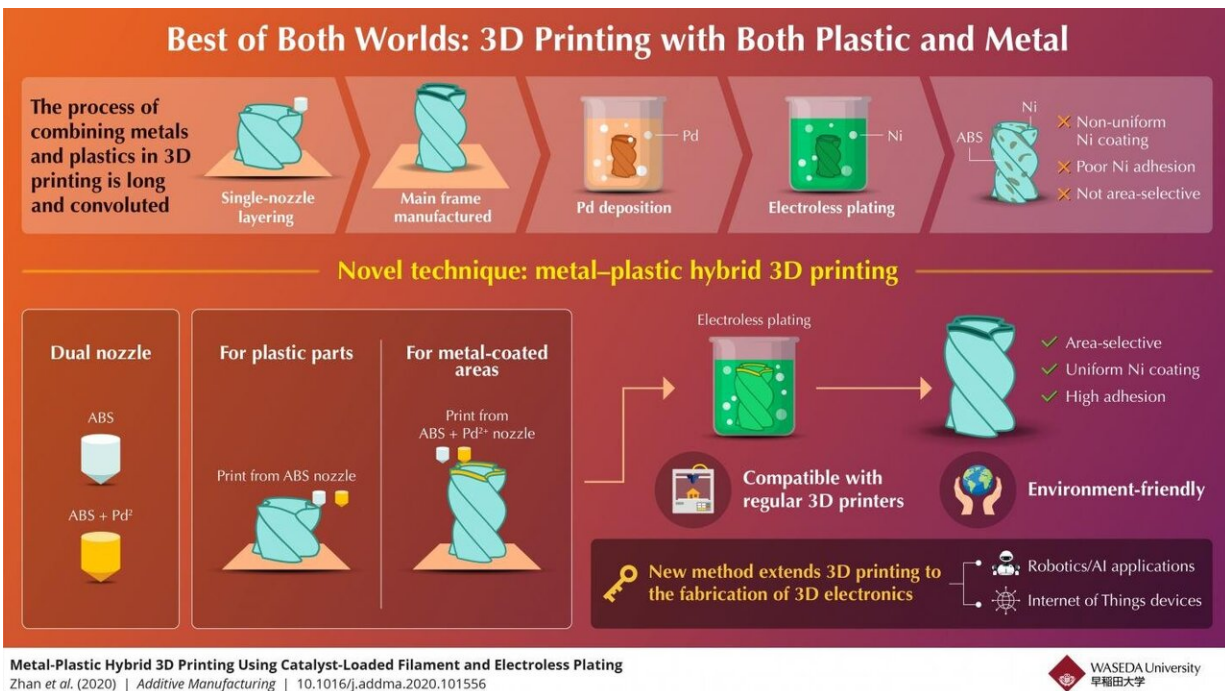 Best of Both Worlds: 3D Printing with Both Plastic and Metal
The process of
combining metals
and plastics in 3D
printing is long
and convoluted
Single-nozzle
layering
Main frame
manufactured
Pd
Pd deposition
Ni
Electroless plating
Ni
ABS
Non-uniform
Ni coating
Poor Ni adhesion
Not area-selective
Novel technique: metal–plastic hybrid 3D printing
Dual nozzle
ABS
ABS + Pd²
For plastic parts
Print from ABS nozzle
For metal-coated
areas
Print from
ABS + Pd²⁺ nozzle
Electroless plating
Area-selective
Uniform Ni coating
High adhesion
Compatible with
regular 3D printers
Environment-friendly
New method extends 3D printing to
the fabrication of 3D electronics
Robotics/AI applications
Internet of Things devices
Metal-Plastic Hybrid 3D Printing Using Catalyst-Loaded Filament and Electroless Plating
Zhan et al. (2020) | Additive Manufacturing | 10.1016/j.addma.2020.101556
WASEDA University
早稲田大学